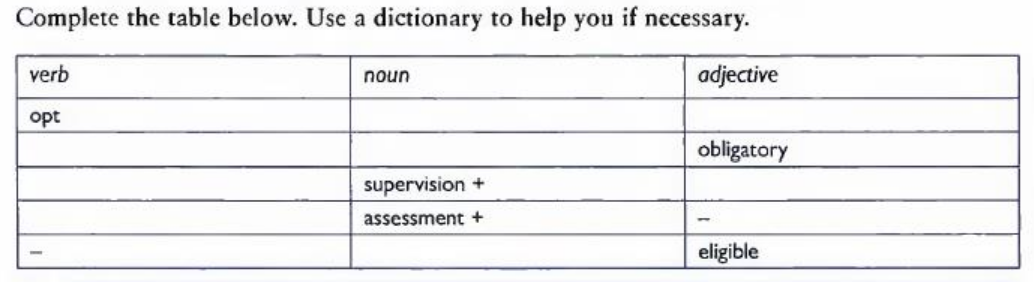 Complete the table below. Use a dictionary to help you if necessary.
verb noun adjective
opt
obligatory
supervision +
assessment + –
– eligible